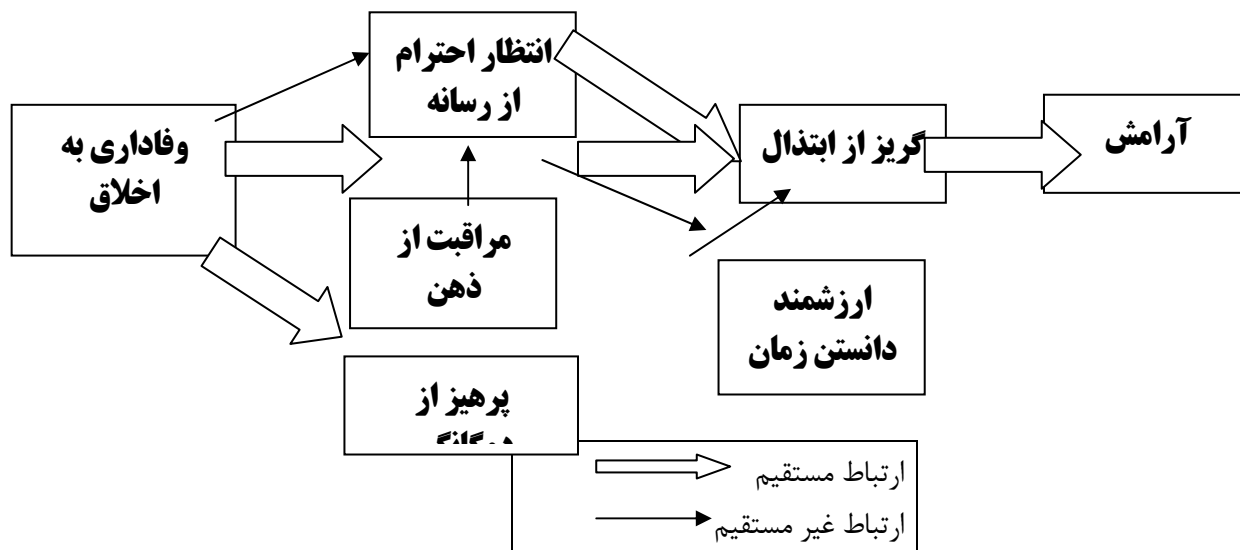 انتظار احترام
از رسانه
وفاداری به
اخلاق
مراقبت از
ذهن
پرهیز از
گریز از ابتذال
ارزشمند
دانستن زمان
آرامش
ارتباط مستقیم
ارتباط غیر مستقیم